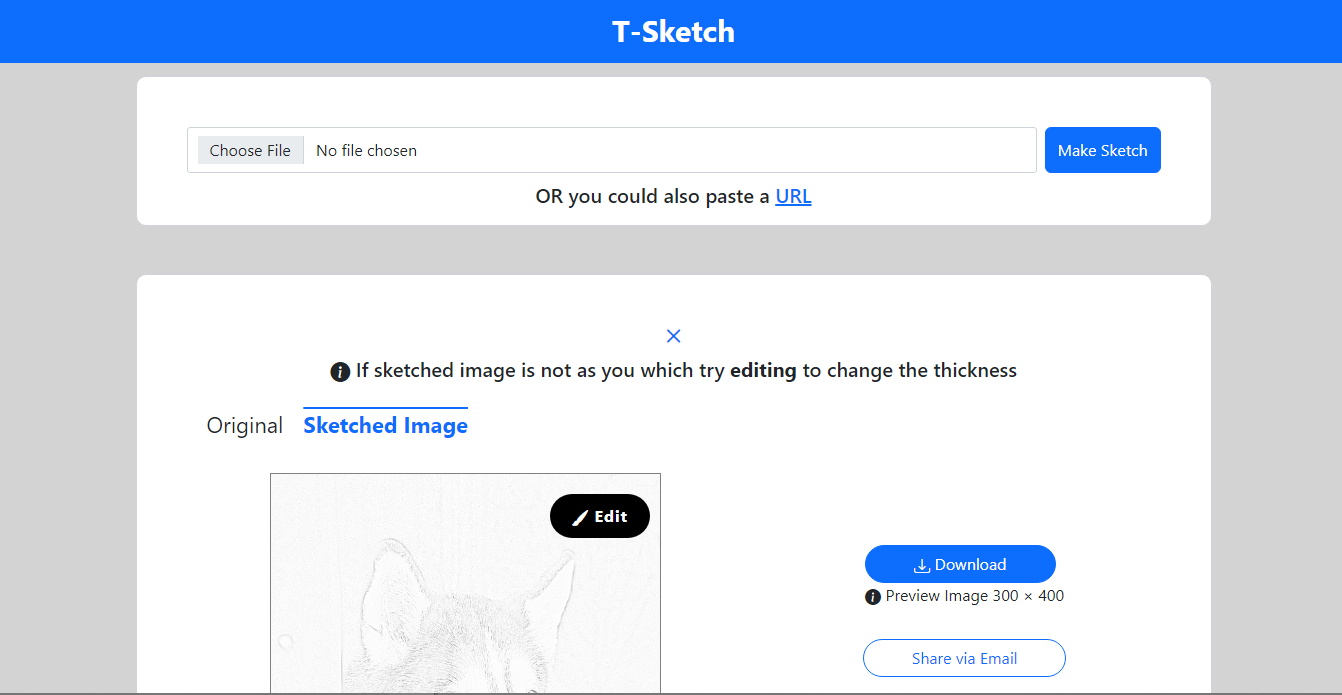 T-Sketch
Choose File No file chosen
Make Sketch
OR you could also paste a URL
If sketched image is not as you which try editing to change the thickness
Original Sketched Image
Edit
Download
Preview Image 300 × 400
Share via Email